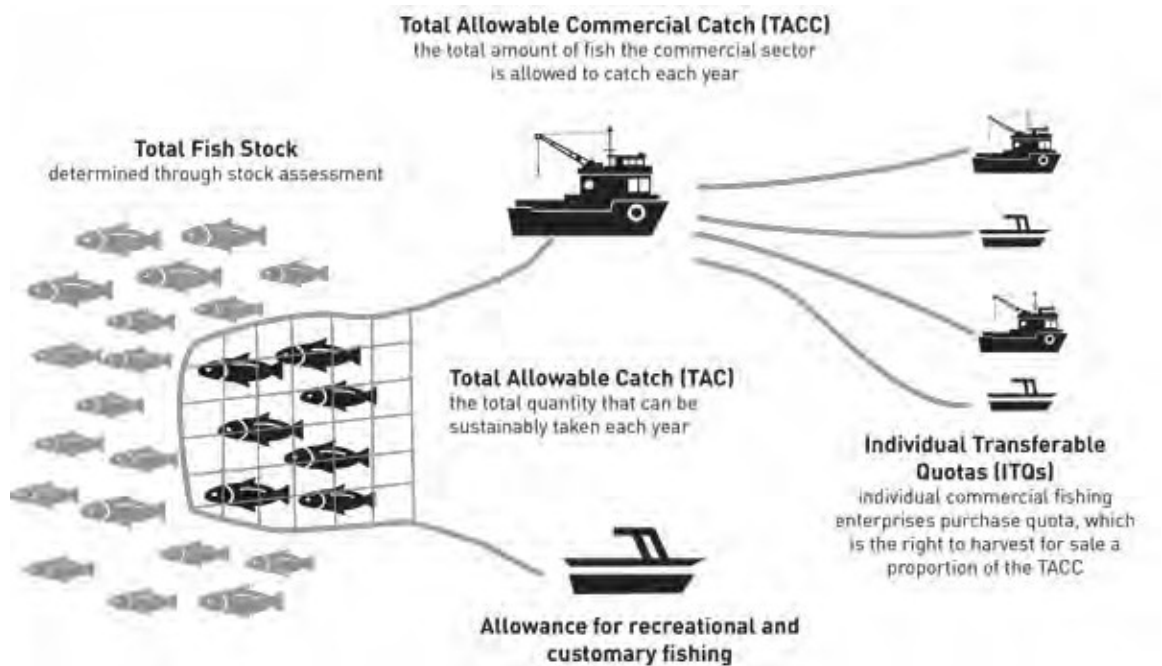 Total Allowable Commercial Catch (TACC)
the total amount of fish the commercial sector
is allowed to catch each year
Total Fish Stock
determined through stock assessment
Total Allowable Catch (TAC)
the total quantity that can be
sustainably taken each year
Individual Transferable
Quotas (ITQs)
individual commercial fishing
enterprises purchase quota, which
is the right to harvest for sale a
proportion of the TACC
Allowance for recreational and
customary fishing